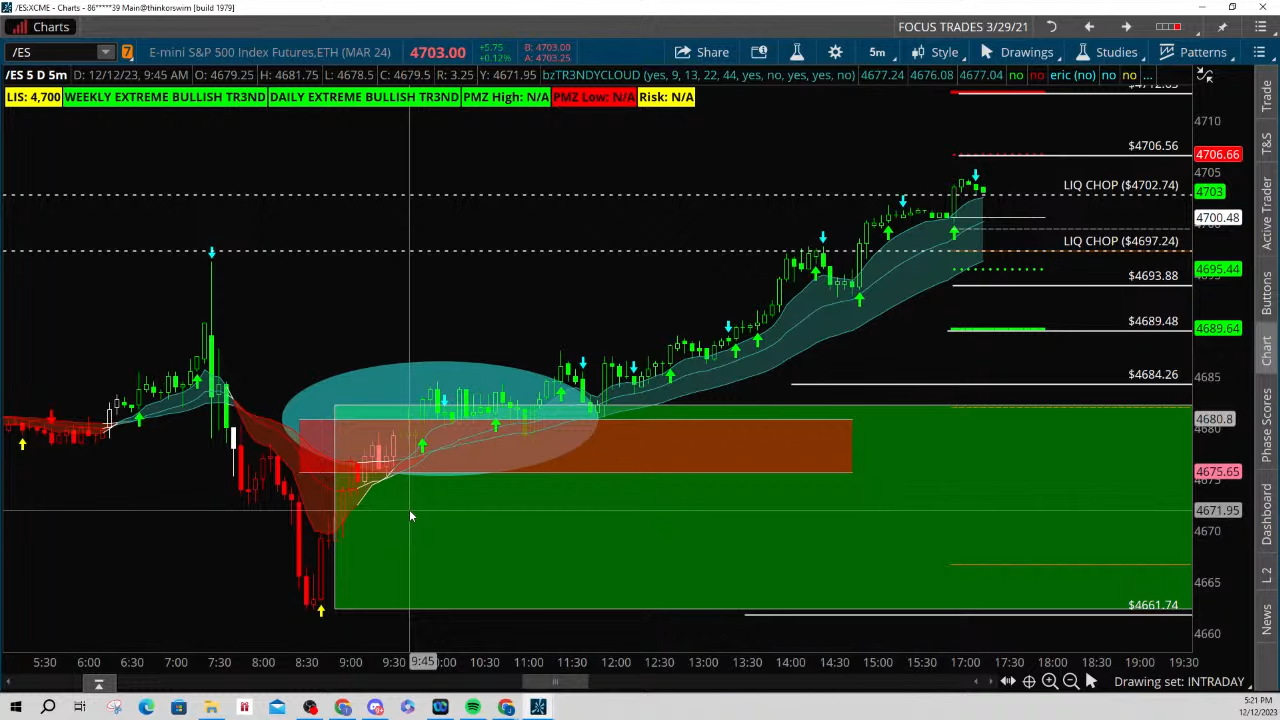 /ES:XCME - Charts - 86*****39 Main@thinkorswim [build 1979]
Charts
FOCUS TRADES 3/29/21
/ES
7
E-mini S&P 500 Index Futures,ETH (MAR 24)
4703.00
+5.75
+0.12%
B: 4703.00
A: 4703.25
Share
5m
Style
Drawings
Studies
Patterns
/ES 5 D 5m
D: 12/12/23, 9:45 AM
O: 4679.25
H: 4681.75
L: 4678.5
C: 4679.5
R: 3.25
Y: 4671.95
bzTR3NDYCLOUD (yes, 9, 13, 22, 44, yes, no, yes, yes, yes)
4677.24
4676.08
4677.04
no
no
eric (no)
no
no
...
LIS: 4,700
WEEKLY EXTREME BULLISH TR3ND
DAILY EXTREME BULLISH TR3ND
PMZ High: N/A
PMZ Low: N/A
Risk: N/A
4710
$4706.56
4706.66
4705
LIQ CHOP ($4702.74)
4703
4700.48
LIQ CHOP ($4697.24)
4695.44
$4693.88
$4689.48
4689.64
$4684.26
4685
4680.8
4675.65
4671.95
4670
4665
$4661.74
4660
5:30 6:00 6:30 7:00 7:30 8:00 8:30 9:00 9:30 9:45 10:30 11:00 11:30 12:00 12:30 13:00 13:30 14:00 14:30 15:00 15:30 16:00 17:00 17:30 18:00 19:00 19:30
Drawing set: INTRADAY
Trade
T&S
Active Trader
Buttons
Chart
Phase Scores
Dashboard
L 2
News
5:21 PM
12/12/2023